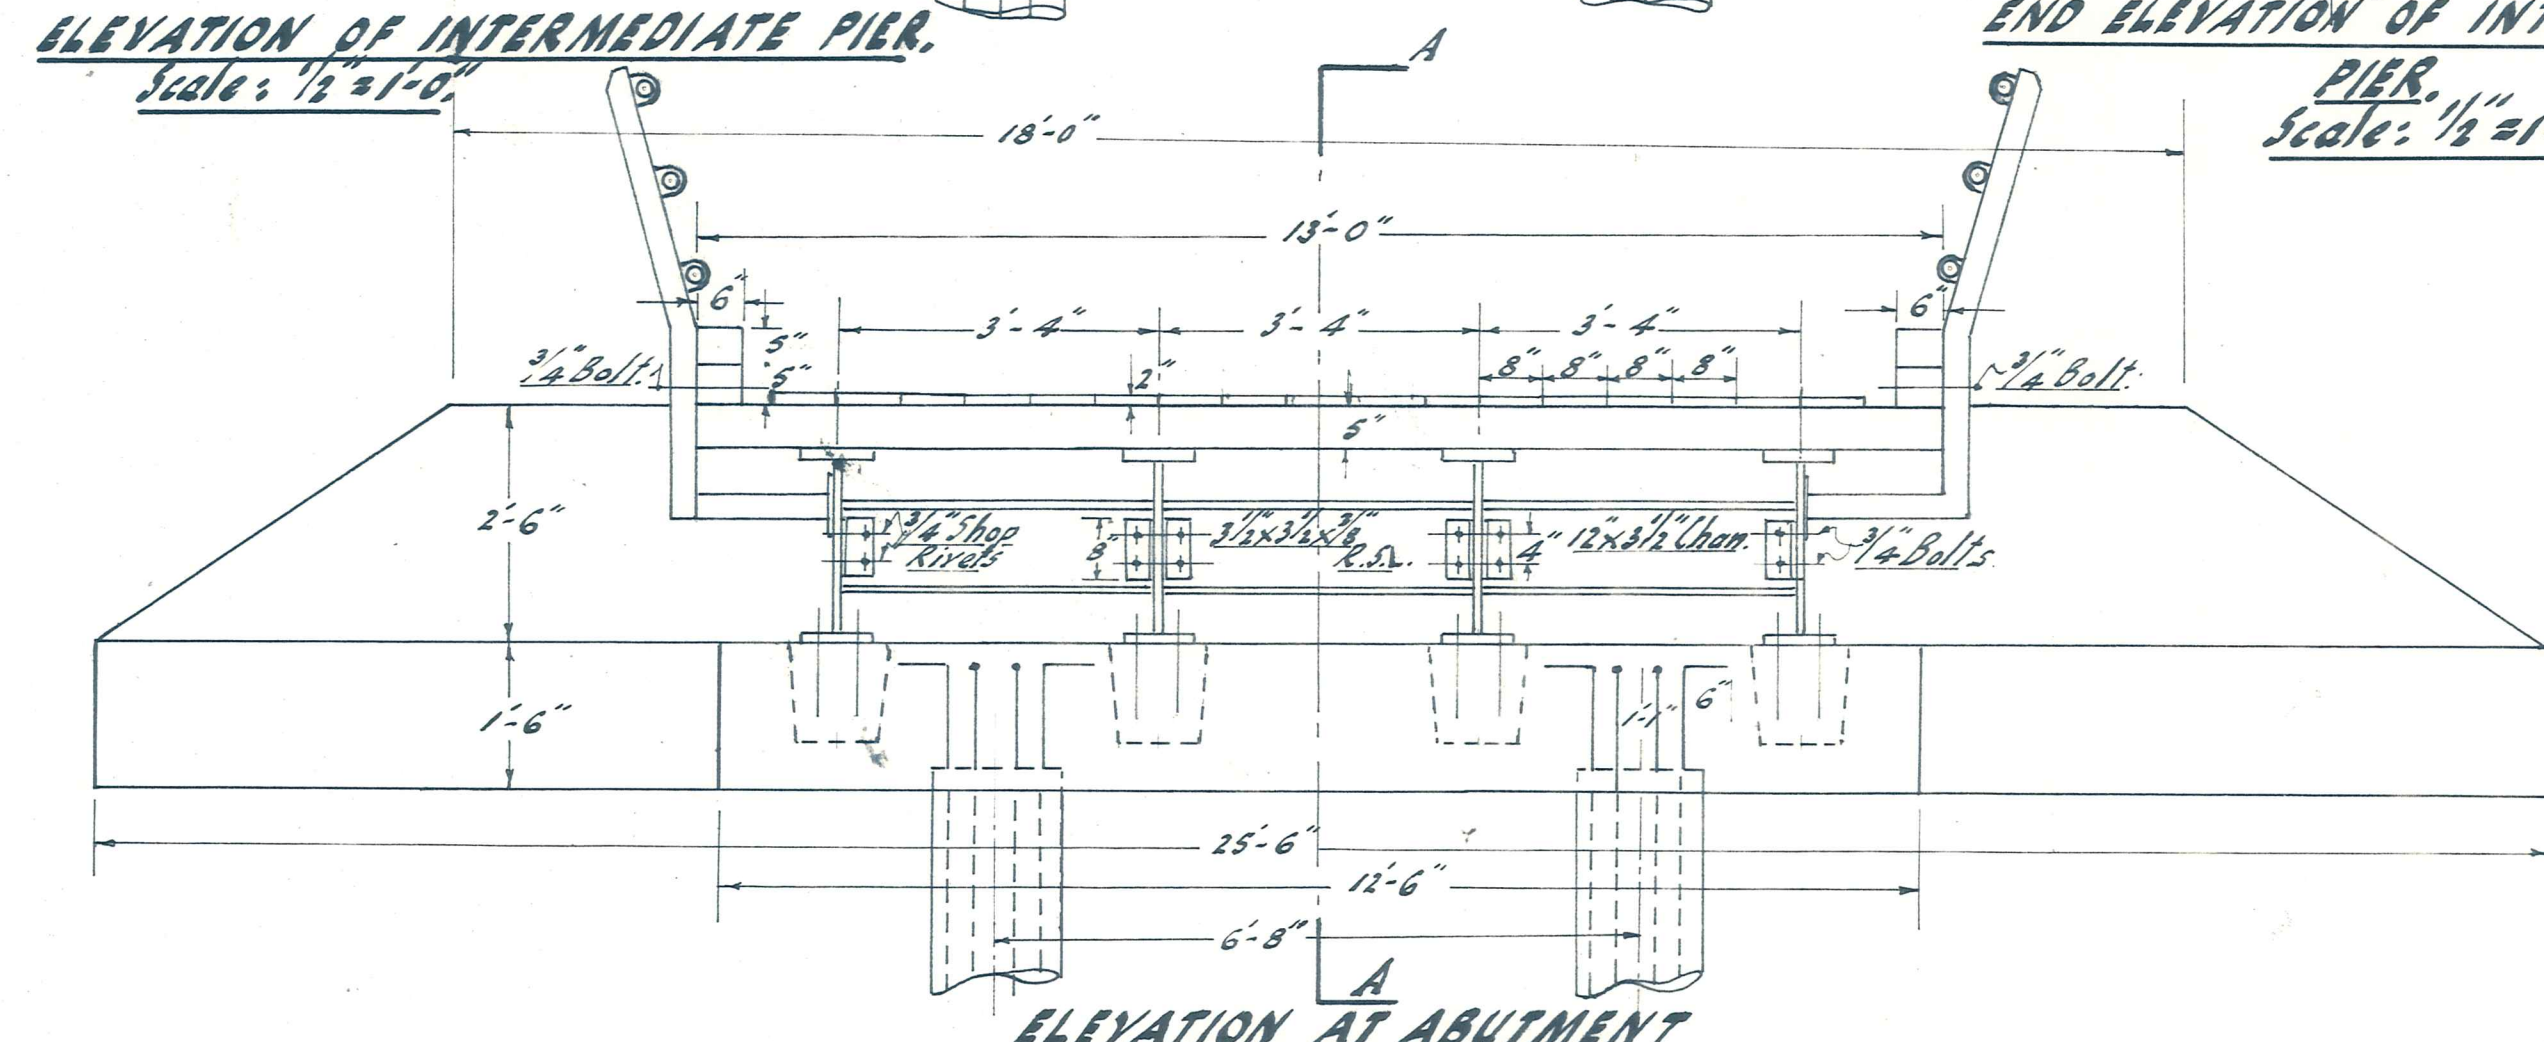 ELEVATION OF INTERMEDIATE PIER.
Scale: 1/2" = 1'-0"
END ELEVATION OF INT
PIER.
Scale: 1/2" = 1
A
18'-0"
13'-0"
6"
6"
3'-4"
3'-4"
3'-4"
5"
5"
2"
8"
8"
8"
8"
3/4" Bolt.
3/4" Bolt.
5"
2'-6"
3/4" Shop
Rivets
8"
3 1/2" x 3 1/2" x 3/8"
R.S.L.
4"
12" x 3 1/2" Chan.
3/4" Bolts.
1'-6"
1'-1"
6"
25'-6"
12'-6"
6'-8"
A
ELEVATION AT ABUTMENT